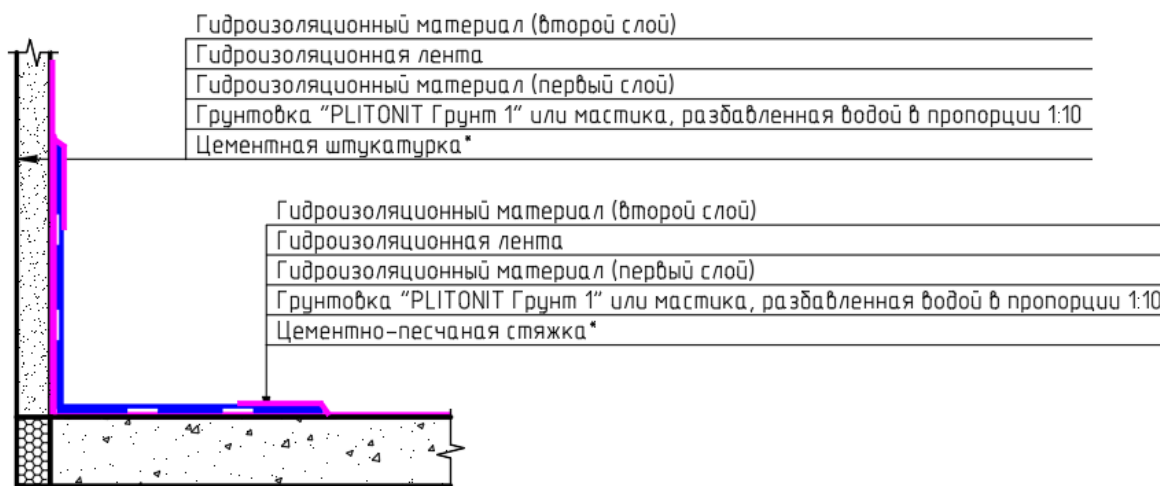 Гидроизоляционный материал (второй слой)
Гидроизоляционная лента
Гидроизоляционный материал (первый слой)
Грунтовка "PLITONIT Грунт 1" или мастика, разбавленная водой в пропорции 1:10
Цементная штукатурка*
Гидроизоляционный материал (второй слой)
Гидроизоляционная лента
Гидроизоляционный материал (первый слой)
Грунтовка "PLITONIT Грунт 1" или мастика, разбавленная водой в пропорции 1:10
Цементно-песчаная стяжка*